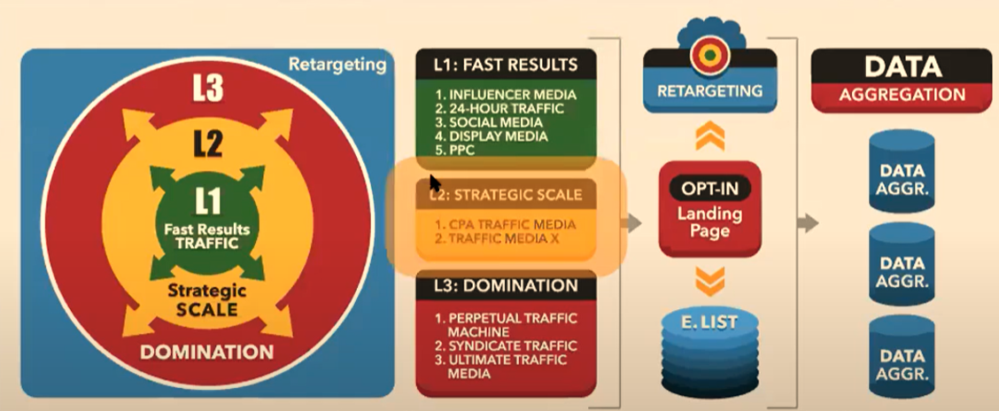 Retargeting
L3
L2
L1
Fast Results
TRAFFIC
Strategic
SCALE
DOMINATION
L1: FAST RESULTS
1. INFLUENCER MEDIA
2. 24-HOUR TRAFFIC
3. SOCIAL MEDIA
4. DISPLAY MEDIA
5. PPC
L2: STRATEGIC SCALE
1. CPA TRAFFIC MEDIA
2. TRAFFIC MEDIA X
L3: DOMINATION
1. PERPETUAL TRAFFIC
MACHINE
2. SYNDICATE TRAFFIC
3. ULTIMATE TRAFFIC
MEDIA
RETARGETING
OPT-IN
Landing
Page
E. LIST
DATA
AGGREGATION
DATA
AGGR.
DATA
AGGR.
DATA
AGGR.